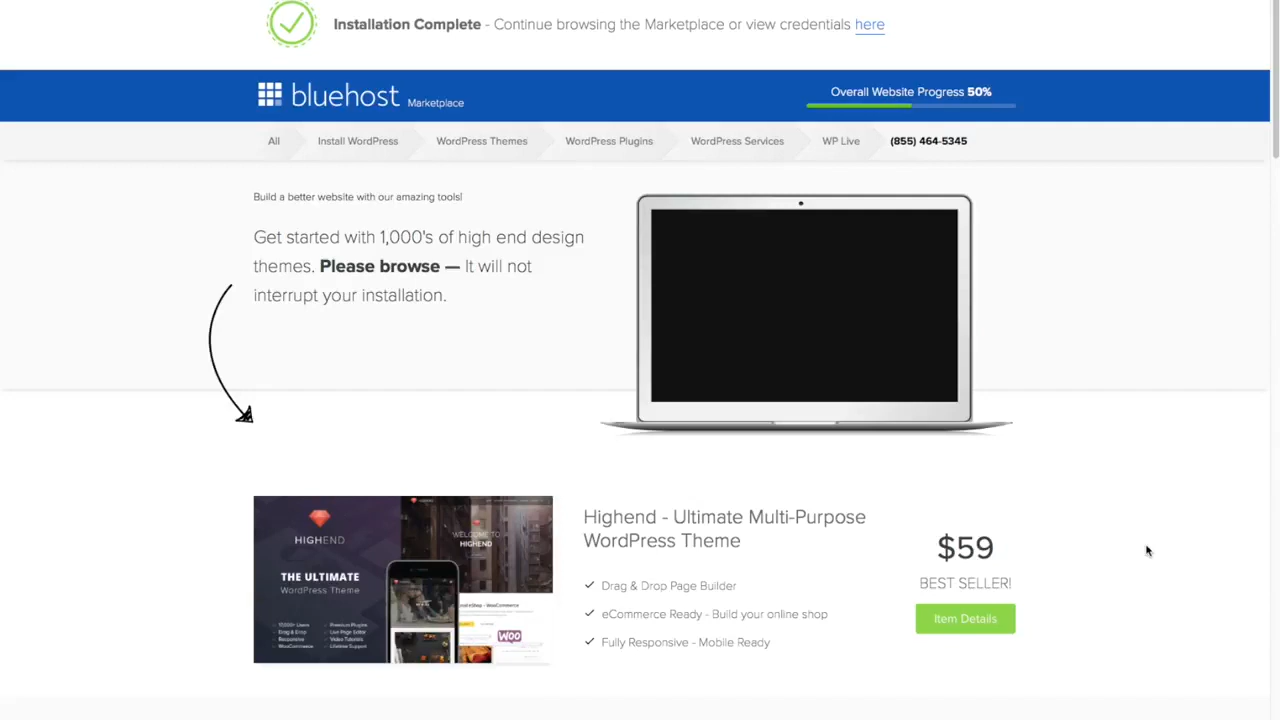 Installation Complete - Continue browsing the Marketplace or view credentials here
bluehost Marketplace
Overall Website Progress 50%
All
Install WordPress
WordPress Themes
WordPress Plugins
WordPress Services
WP Live
(855) 464-5345
Build a better website with our amazing tools!
Get started with 1,000's of high end design
themes. Please browse — It will not
interrupt your installation.
HIGHEND
THE ULTIMATE
WordPress Theme
WELCOME TO
HIGHEND
WOO
Highend - Ultimate Multi-Purpose
WordPress Theme
Drag & Drop Page Builder
eCommerce Ready - Build your online shop
Fully Responsive - Mobile Ready
$59
BEST SELLER!
Item Details